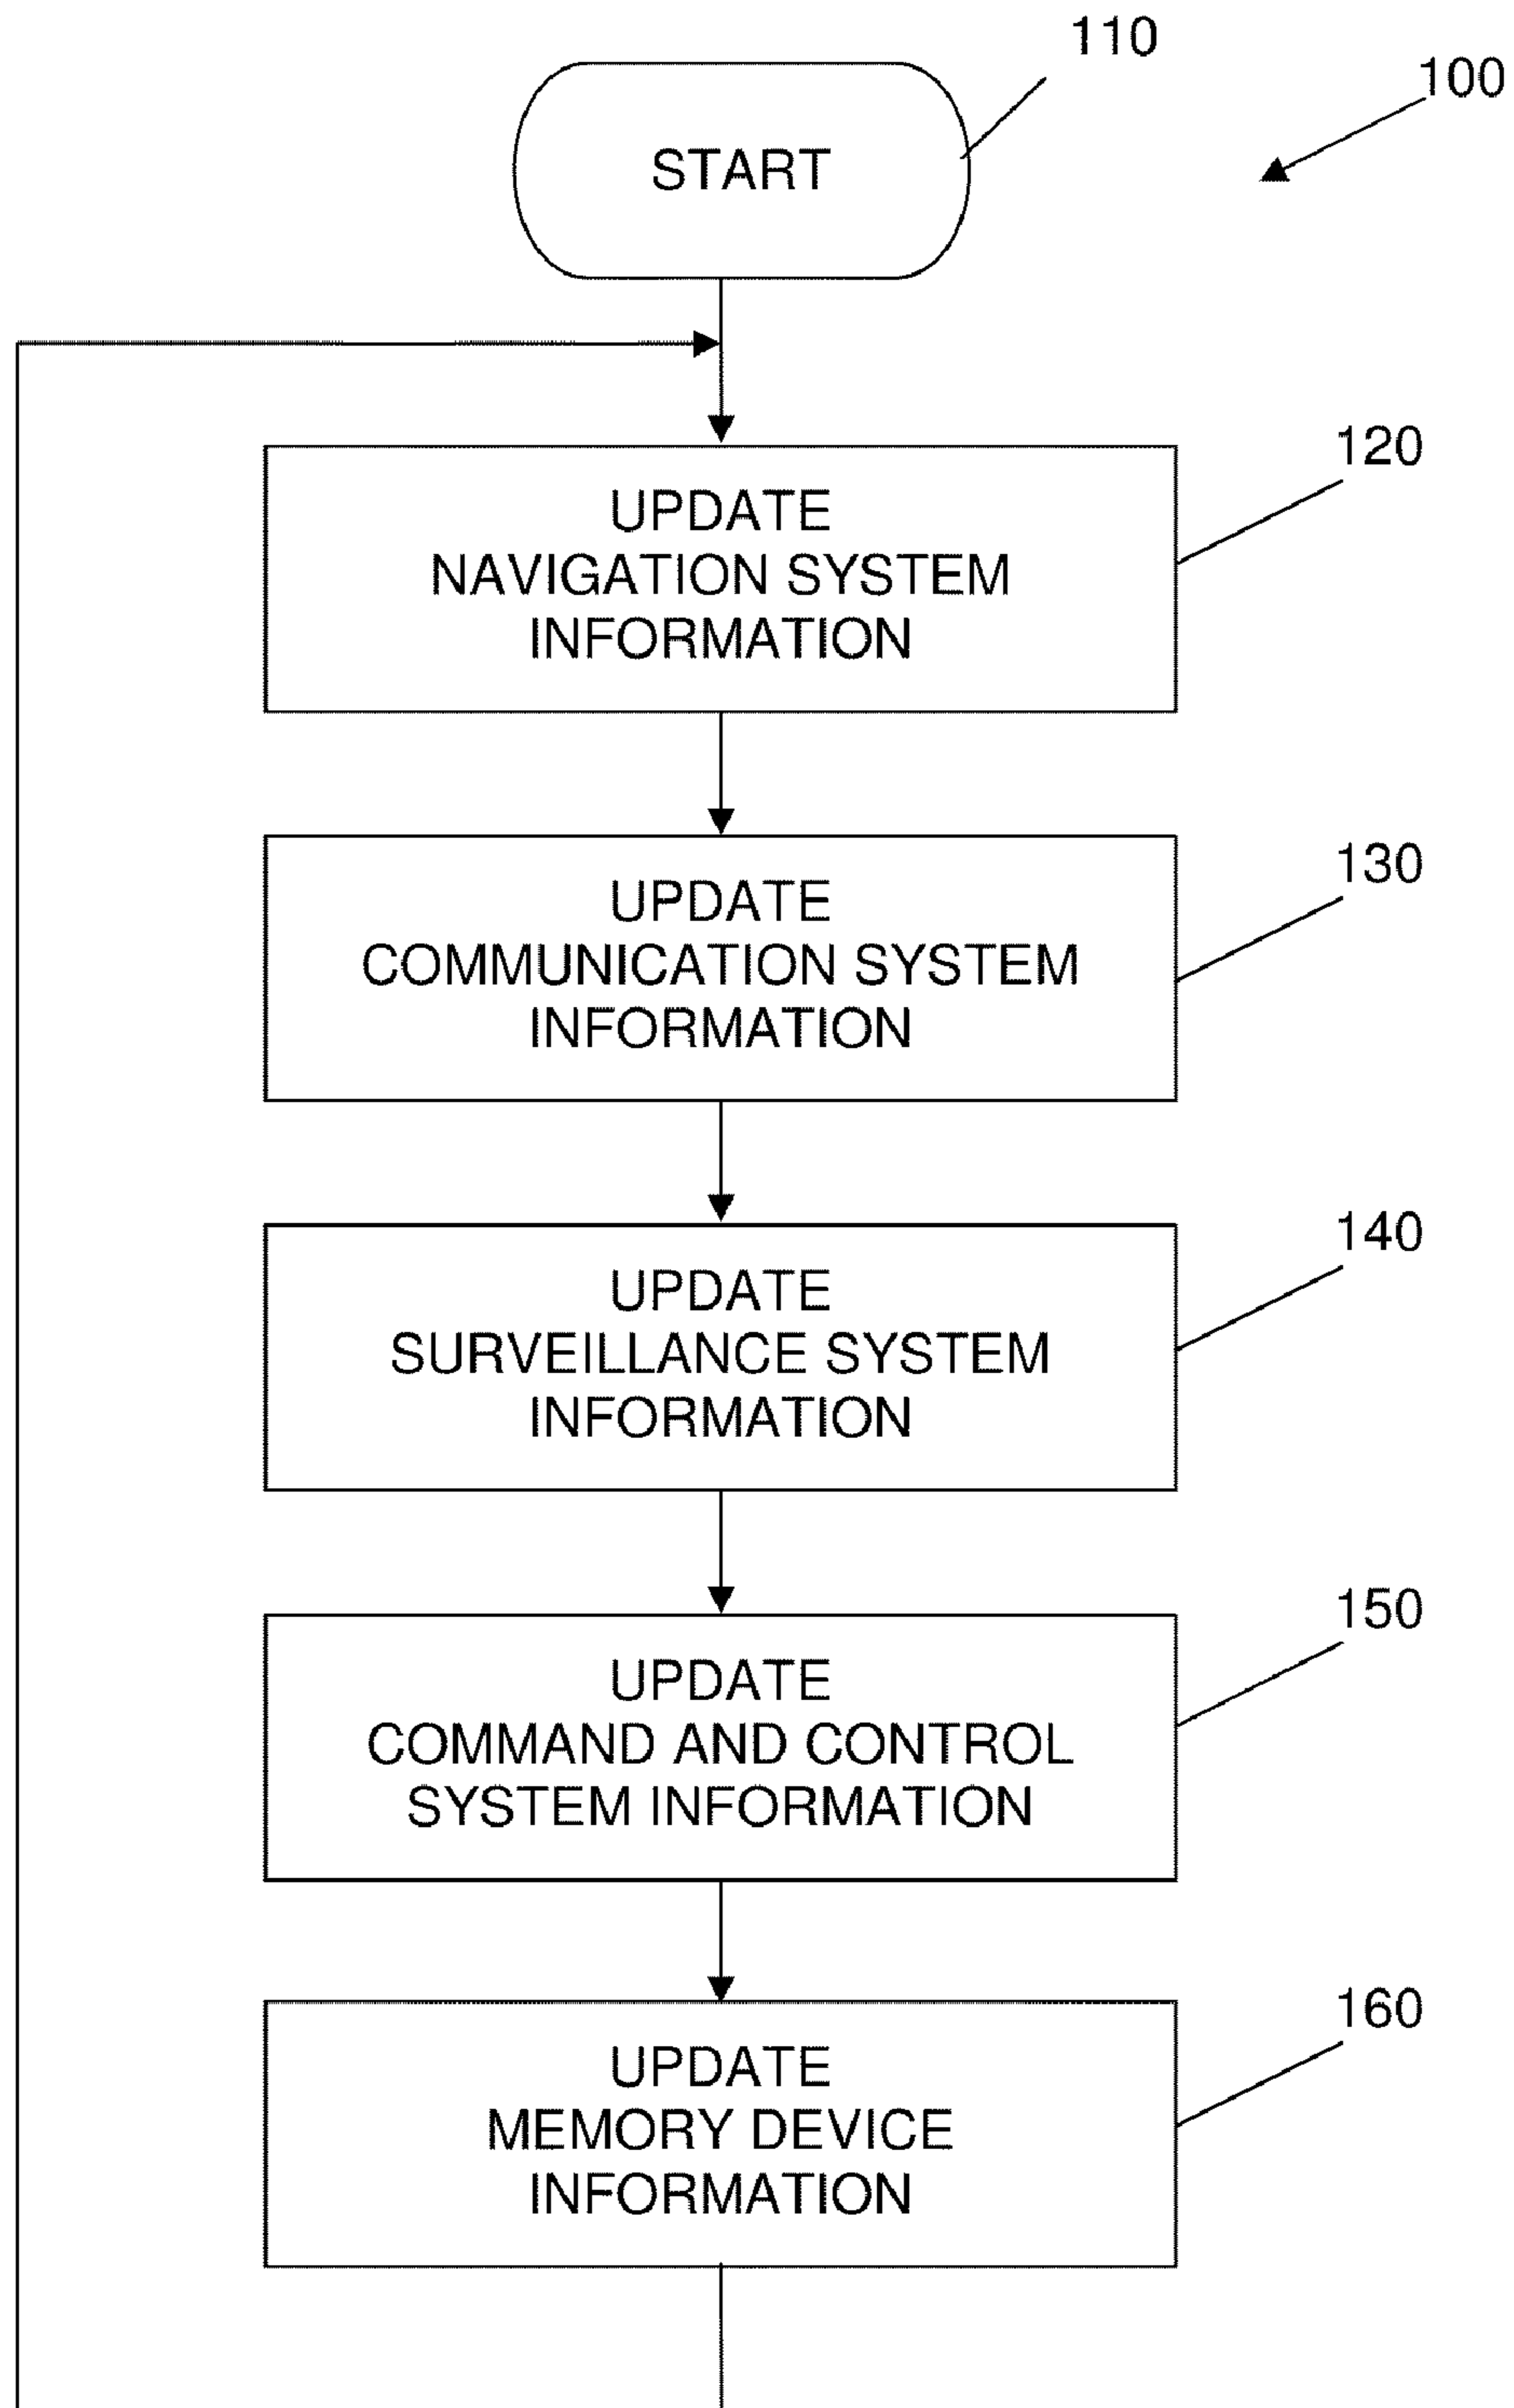 110
100
START
120
UPDATE
NAVIGATION SYSTEM
INFORMATION
130
UPDATE
COMMUNICATION SYSTEM
INFORMATION
140
UPDATE
SURVEILLANCE SYSTEM
INFORMATION
150
UPDATE
COMMAND AND CONTROL
SYSTEM INFORMATION
160
UPDATE
MEMORY DEVICE
INFORMATION